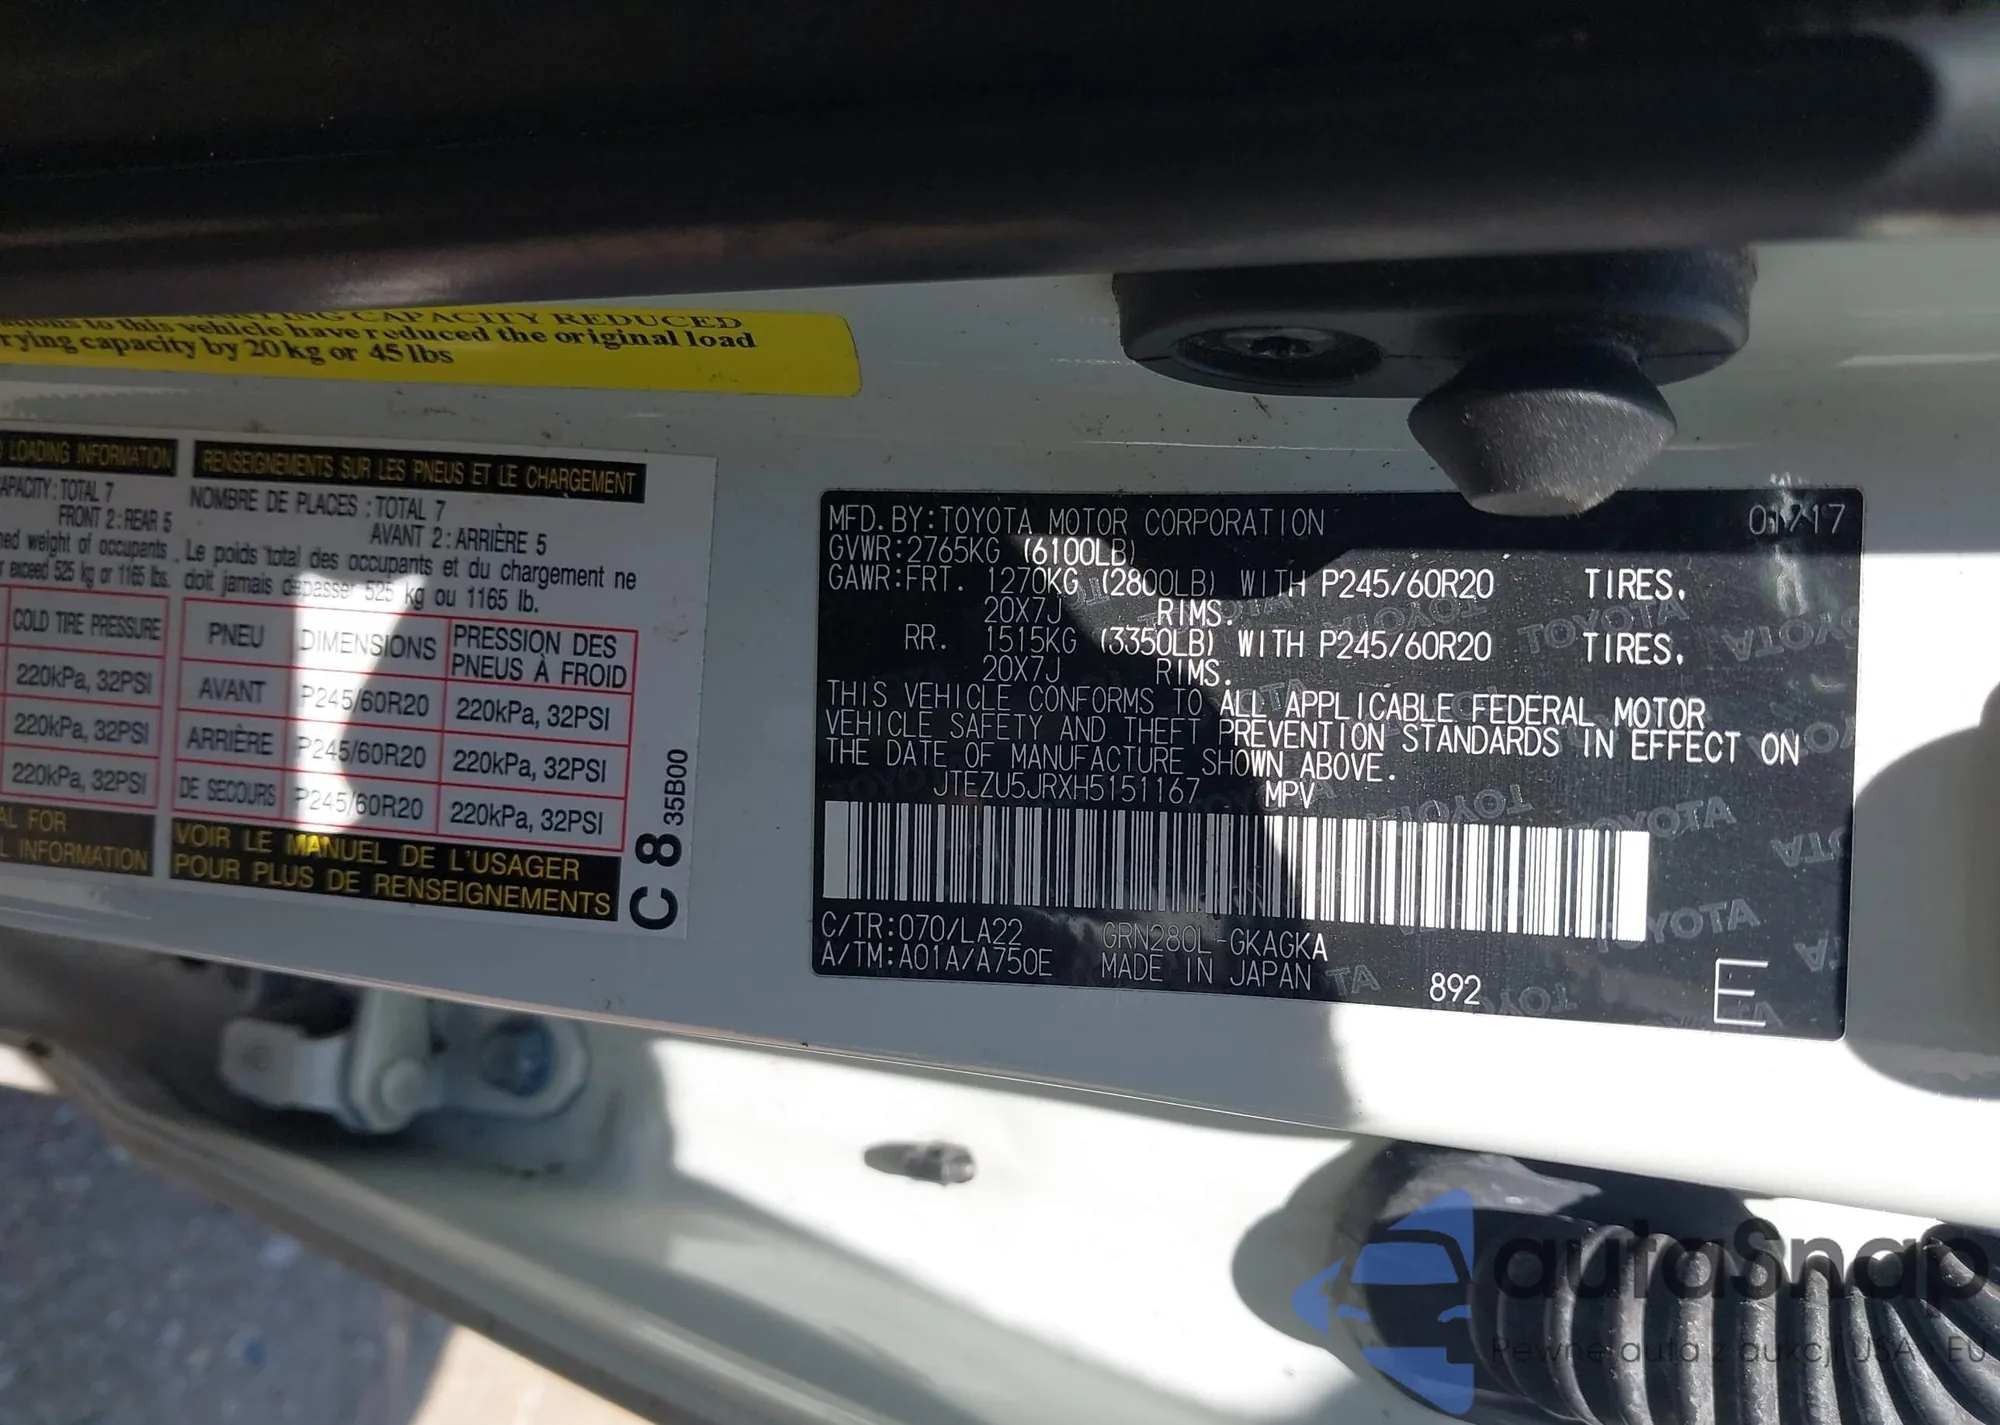 CAPACITY REDUCED
to this vehicle have reduced the original load
capacity by 20 kg or 45 lbs
LOADING INFORMATION
TOTAL 7
FRONT 2 : REAR 5
weight of occupants
exceed 525 kg or 1165 lbs.
COLD TIRE PRESSURE
220kPa, 32PSI
220kPa, 32PSI
220kPa, 32PSI
FOR
INFORMATION
RENSEIGNEMENTS SUR LES PNEUS ET LE CHARGEMENT
NOMBRE DE PLACES : TOTAL 7
AVANT 2 : ARRIÈRE 5
Le poids total des occupants et du chargement ne
doit jamais dépasser 525 kg ou 1165 lb.
PNEU DIMENSIONS PRESSION DES PNEUS À FROID
AVANT P245/60R20 220kPa, 32PSI
ARRIÈRE P245/60R20 220kPa, 32PSI
DE SECOURS P245/60R20 220kPa, 32PSI
VOIR LE MANUEL DE L'USAGER
POUR PLUS DE RENSEIGNEMENTS
C 8 35B00
MFD. BY: TOYOTA MOTOR CORPORATION 01/17
GVWR: 2765KG (6100LB)
GAWR: FRT. 1270KG (2800LB) WITH P245/60R20 TIRES,
20X7J RIMS.
RR. 1515KG (3350LB) WITH P245/60R20 TIRES,
20X7J RIMS.
THIS VEHICLE CONFORMS TO ALL APPLICABLE FEDERAL MOTOR
VEHICLE SAFETY AND THEFT PREVENTION STANDARDS IN EFFECT ON
THE DATE OF MANUFACTURE SHOWN ABOVE.
JTEZU5JRXH5151167 MPV
C/TR: 070/LA22 GRN280L-GKAGKA
A/TM: A01A/A750E MADE IN JAPAN 892 E
autoSnap
Pewne auta z aukcji USA i EU